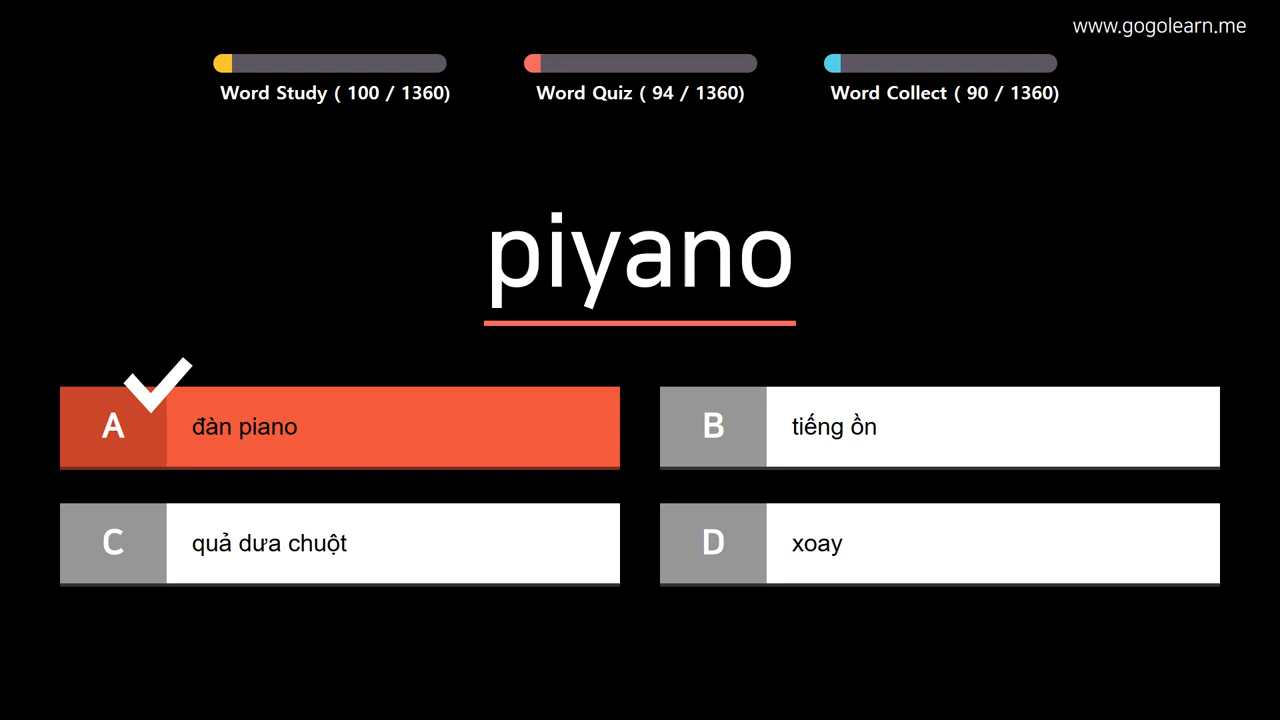 www.gogolearn.me
Word Study ( 100 / 1360)
Word Quiz ( 94 / 1360)
Word Collect ( 90 / 1360)
piyano
A đàn piano
B tiếng ồn
C quả dưa chuột
D xoay